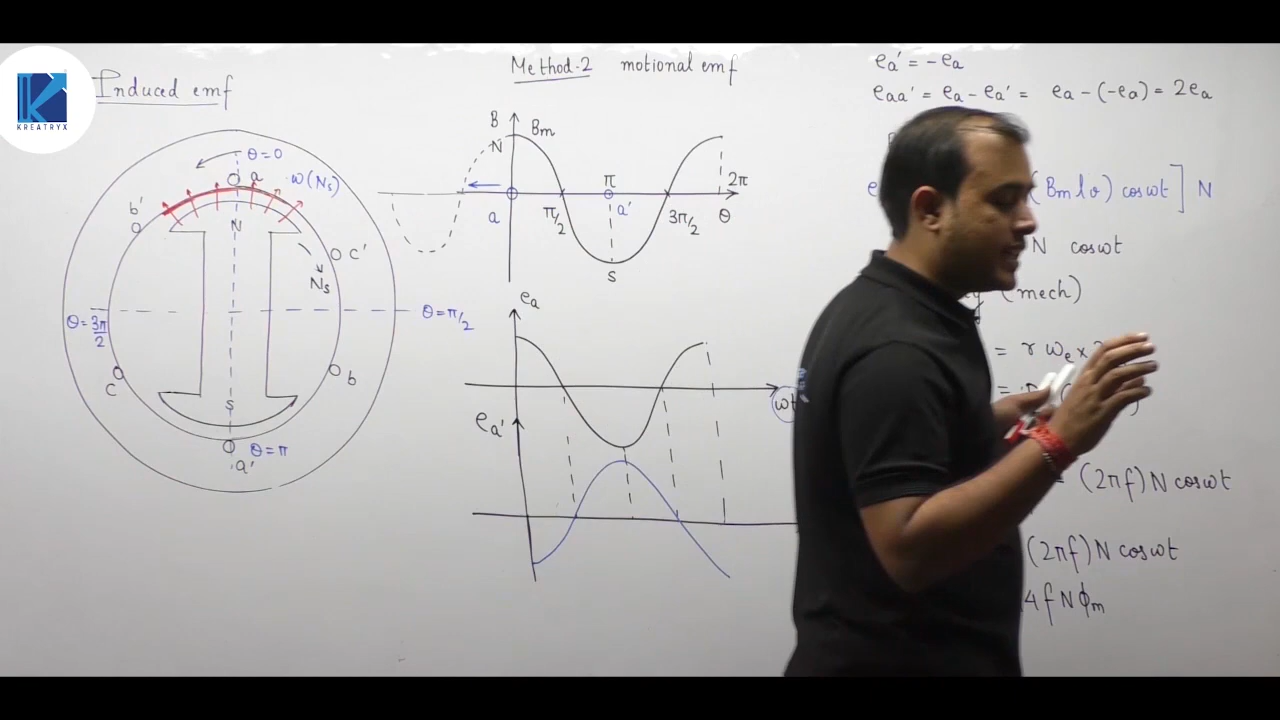 KREATRYX
Induced emf
θ=0
a
ω(Ns)
b'
N
c'
Ns
θ=3π/2
θ=π/2
c
b
S
θ=π
a'
Method-2 motional emf
B
N
Bm
π
2π
a
π/2
a'
3π/2
θ
S
ea
ωt
ea'
ea' = -ea
eaa' = ea - ea' = ea - (-ea) = 2ea
(Bm l v) cosωt] N
N cosωt
(mech)
= r ωe x
=
= (2πf) N cosωt
(2πf) N cosωt
4 f N ϕm